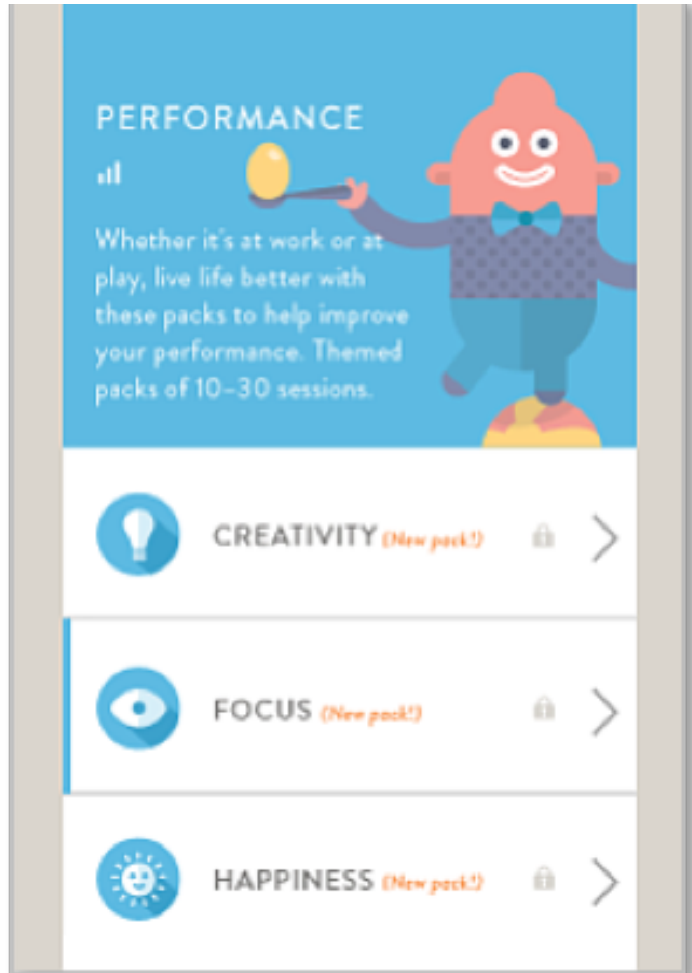 PERFORMANCE
Whether it's at work or at
play, live life better with
these packs to help improve
your performance. Themed
packs of 10–30 sessions.
CREATIVITY (New pack!)
FOCUS (New pack!)
HAPPINESS (New pack!)